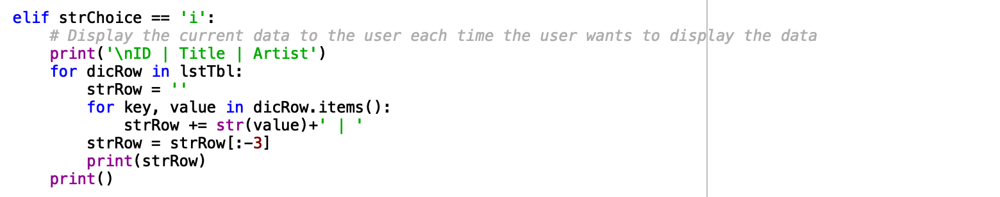 elif strChoice == 'i':
    # Display the current data to the user each time the user wants to display the data
    print('\nID | Title | Artist')
    for dicRow in lstTbl:
        strRow = ''
        for key, value in dicRow.items():
            strRow += str(value)+' | '
        strRow = strRow[:-3]
        print(strRow)
    print()